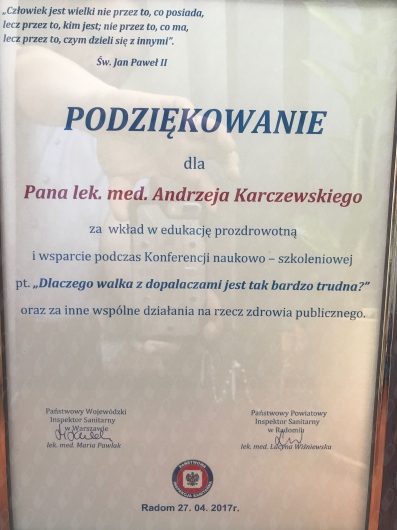 „Człowiek jest wielki nie przez to, co posiada,
lecz przez to, kim jest; nie przez to, co ma,
lecz przez to, czym dzieli się z innymi”.
Św. Jan Paweł II
PODZIĘKOWANIE
dla
Pana lek. med. Andrzeja Karczewskiego
za wkład w edukację prozdrowotną
i wsparcie podczas Konferencji naukowo – szkoleniowej
pt. „Dlaczego walka z dopalaczami jest tak bardzo trudna?”
oraz za inne wspólne działania na rzecz zdrowia publicznego.
Państwowy Wojewódzki
Inspektor Sanitarny
w Warszawie
lek. med. Maria Pawlak
Państwowy Powiatowy
Inspektor Sanitarny
w Radomiu
lek. med. Lucyna Wiśniewska
PAŃSTWOWA
INSPEKCJA SANITARNA
Radom 27. 04. 2017r.